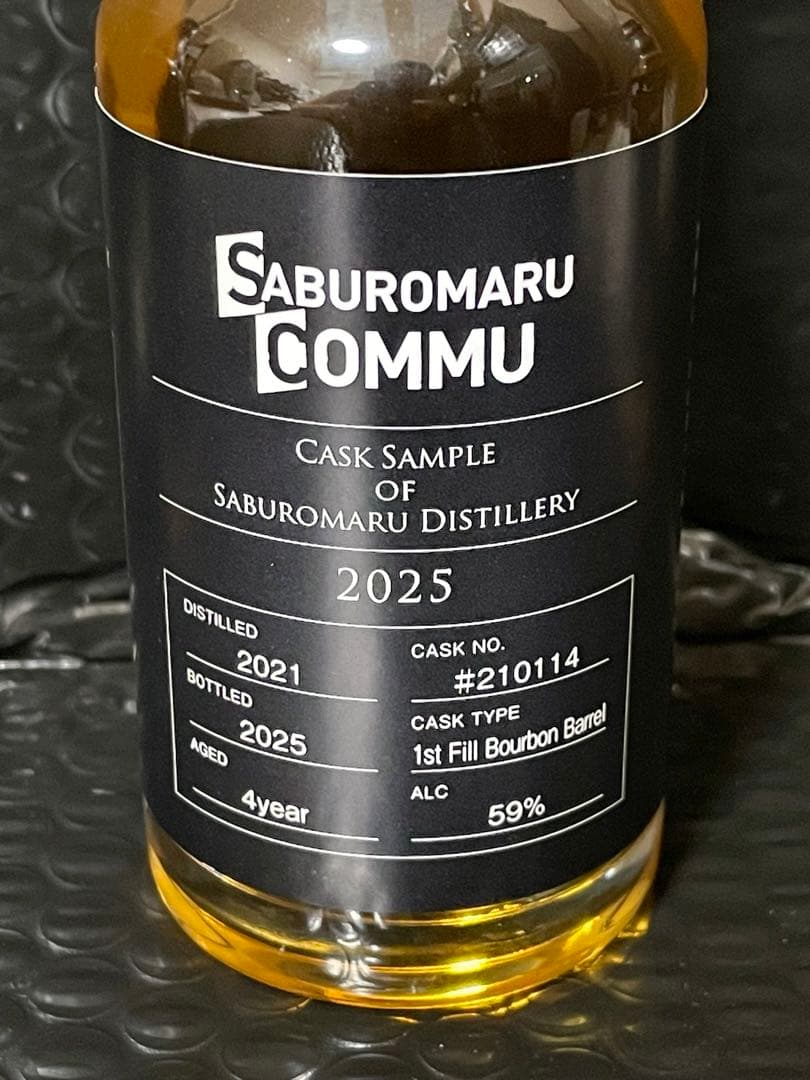 SABUROMARU
COMMU
CASK SAMPLE
OF
SABUROMARU DISTILLERY
2025
DISTILLED
2021
BOTTLED
2025
AGED
4year
CASK NO.
#210114
CASK TYPE
1st Fill Bourbon Barrel
ALC
59%